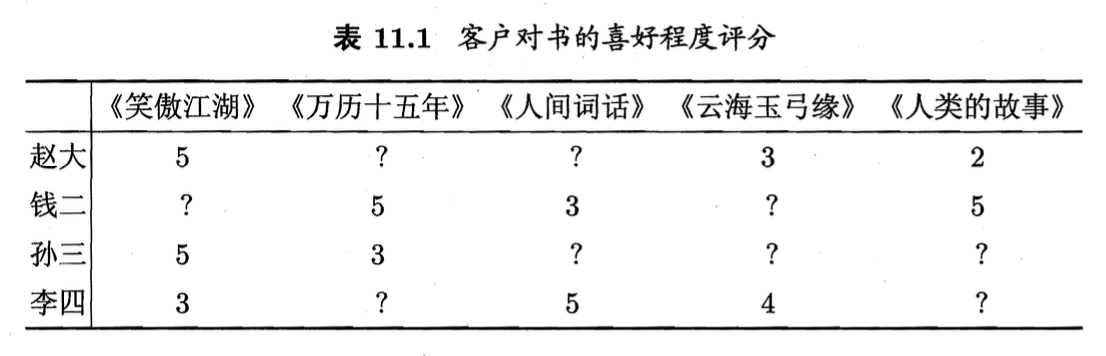 表 11.1 客户对书的喜好程度评分
《笑傲江湖》 《万历十五年》 《人间词话》 《云海玉弓缘》 《人类的故事》
赵大 5 ? ? 3 2
钱二 ? 5 3 ? 5
孙三 5 3 ? ? ?
李四 3 ? 5 4 ?